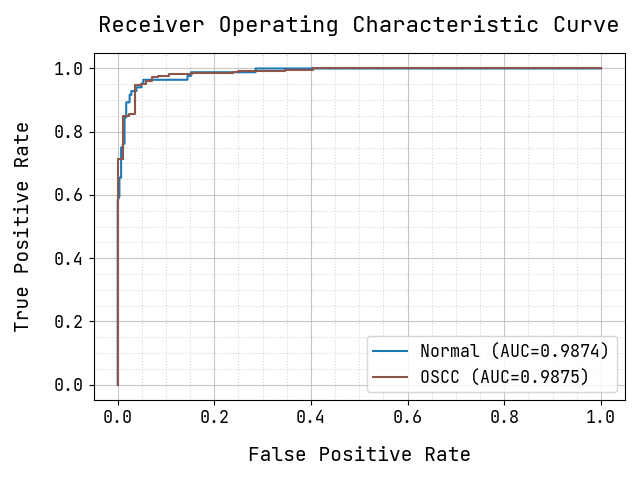 Receiver Operating Characteristic Curve
1.0
0.8
0.6
0.4
0.2
0.0
True Positive Rate
Normal (AUC=0.9874)
OSCC (AUC=0.9875)
0.0 0.2 0.4 0.6 0.8 1.0
False Positive Rate